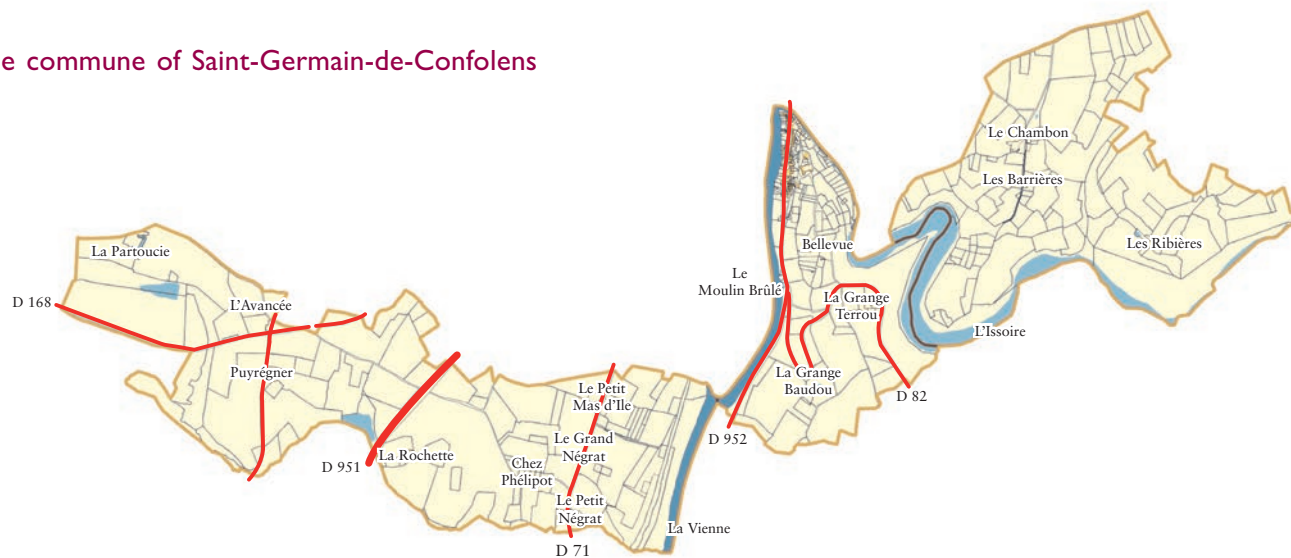 e commune of Saint-Germain-de-Confolens
Le Chambon
Les Barrières
Les Ribières
Bellevue
La Partoucie
Le
Moulin Brûlé
La Grange
Terrou
D 168
L'Avancée
L'Issoire
Puyrégner
La Grange
Baudou
D 82
Le Petit
Mas d'Ile
D 952
Le Grand
Négrat
La Rochette
D 951
Chez
Phélipot
Le Petit
Négrat
La Vienne
D 71